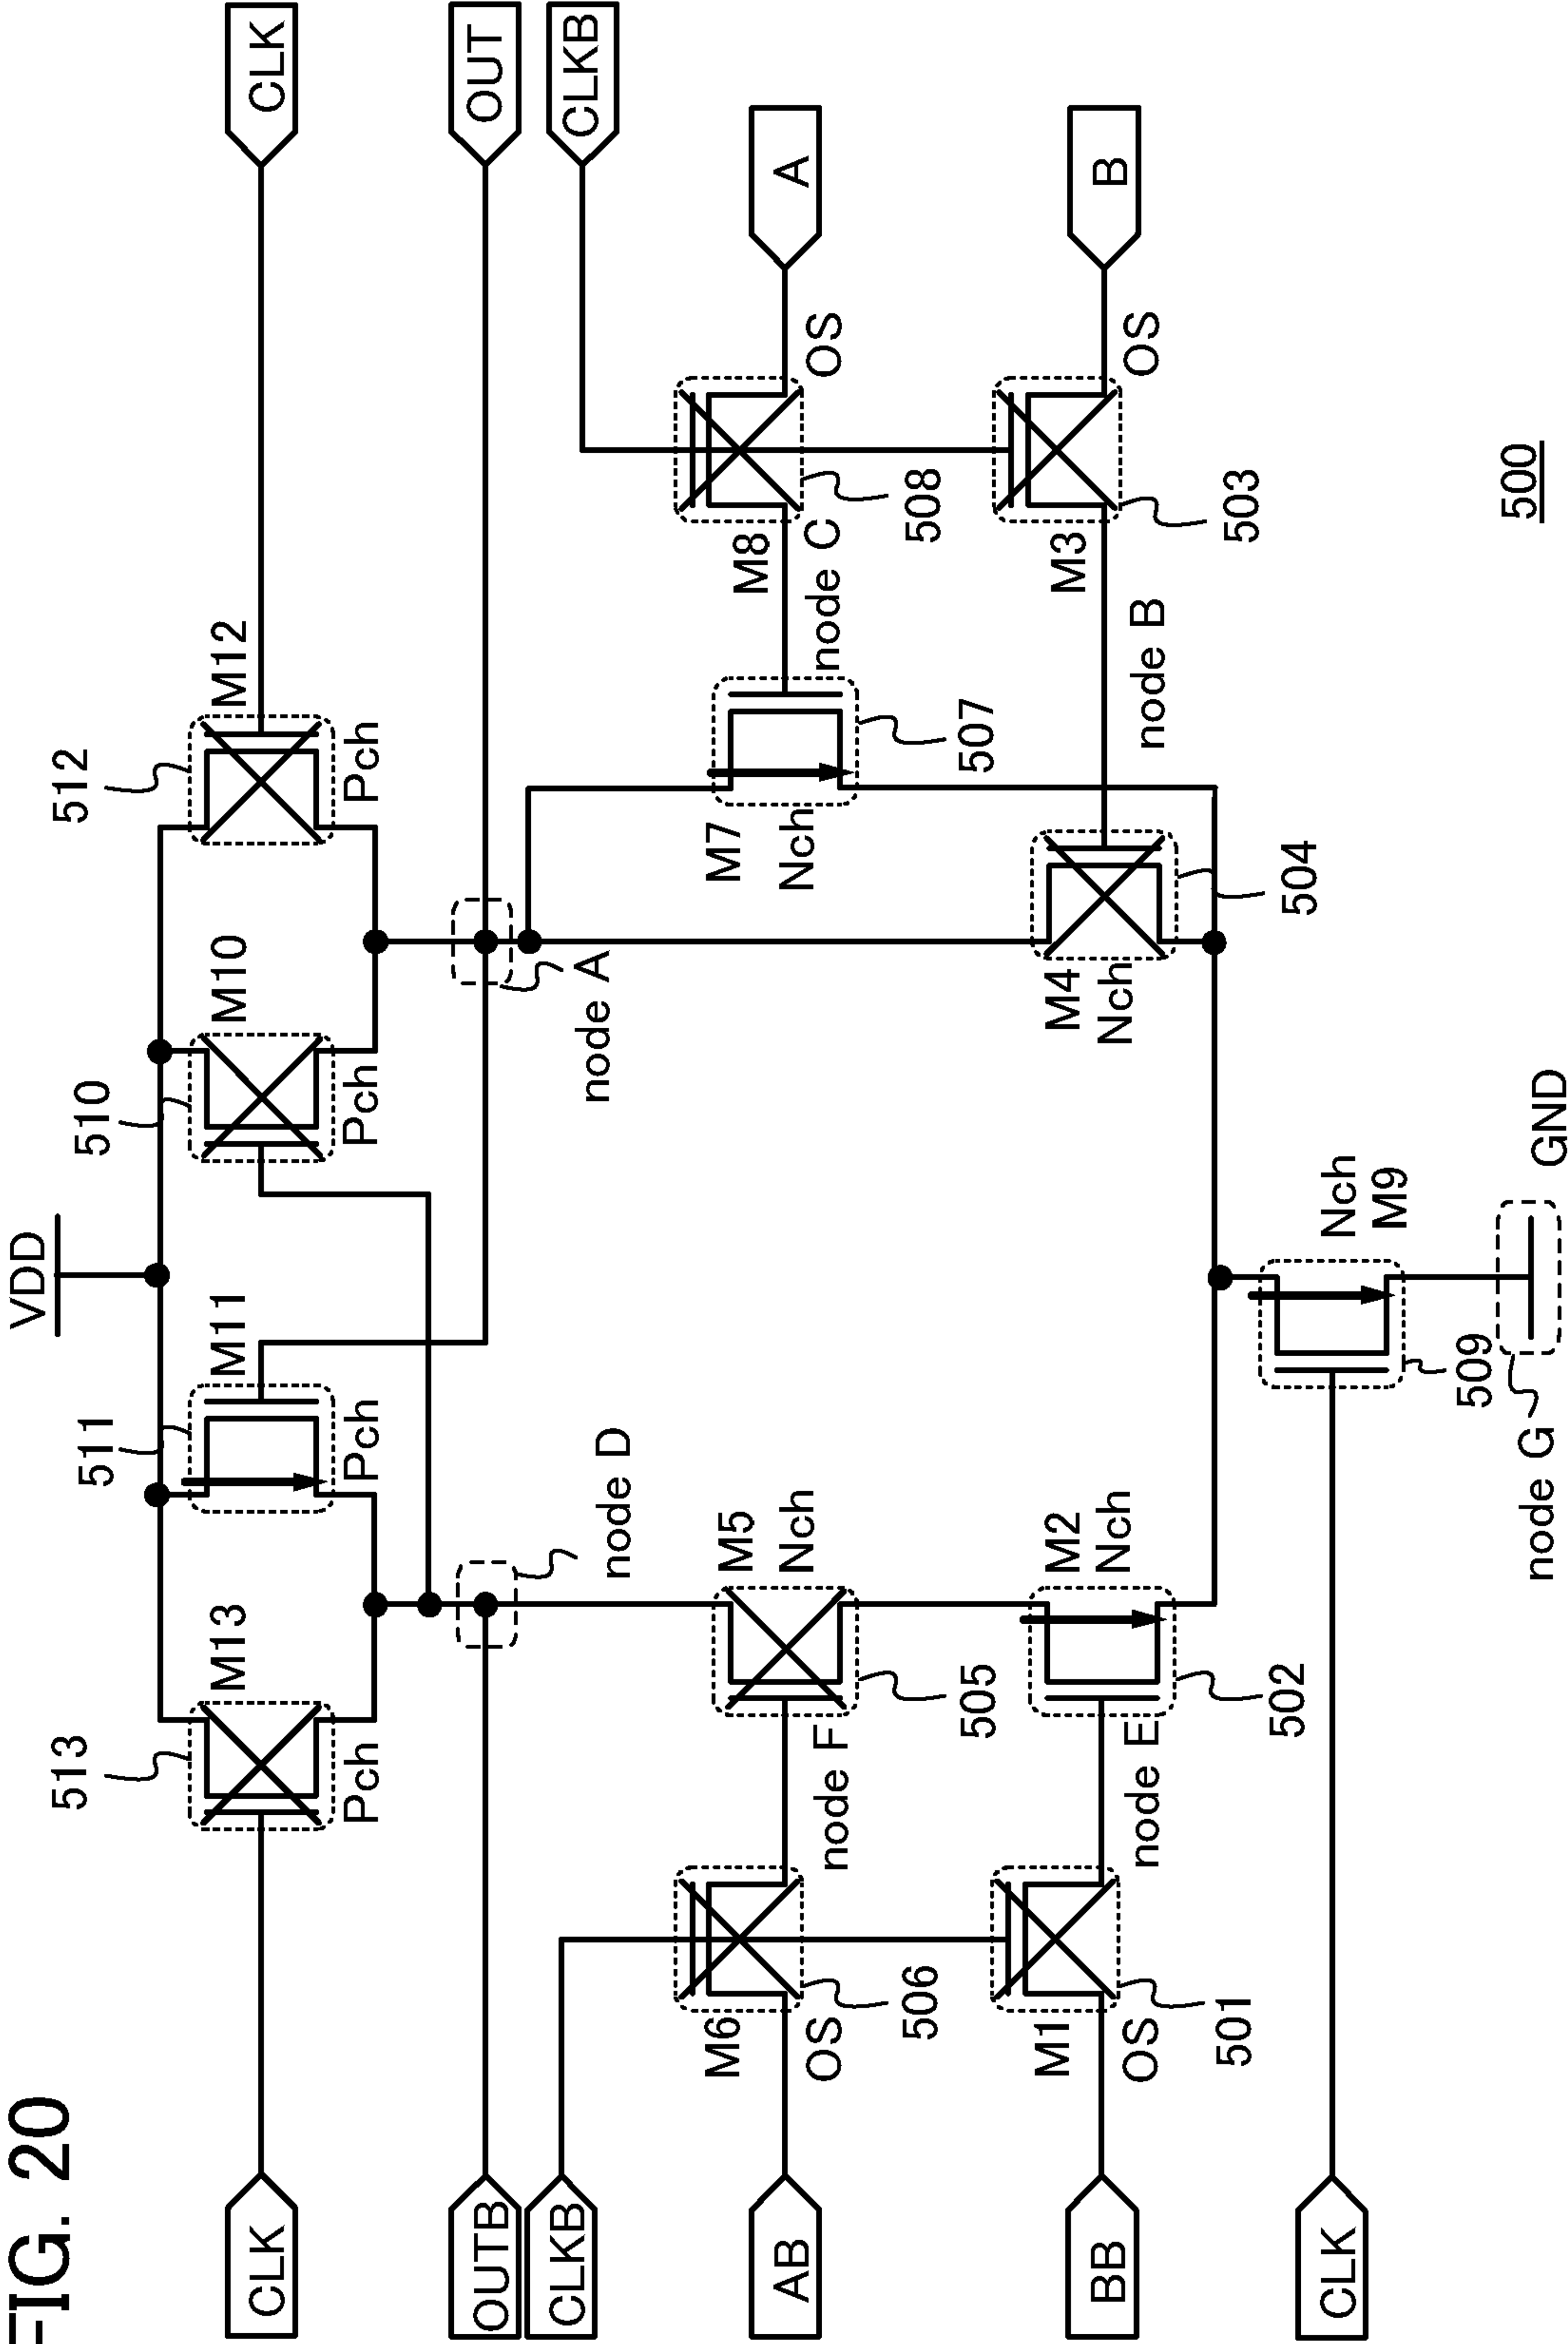 FIG. 20
VDD
513
511
510
512
CLK
M13
M11
M10
M12
CLK
Pch
Pch
Pch
Pch
OUTB
OUT
CLKB
node D
node A
CLKB
M6
M5
M7
M8
AB
Nch
Nch
A
OS
node F
node C
OS
506
505
507
508
M1
M2
M4
M3
BB
Nch
Nch
B
OS
node E
node B
OS
501
502
504
503
CLK
Nch
M9
509
node G
GND
500